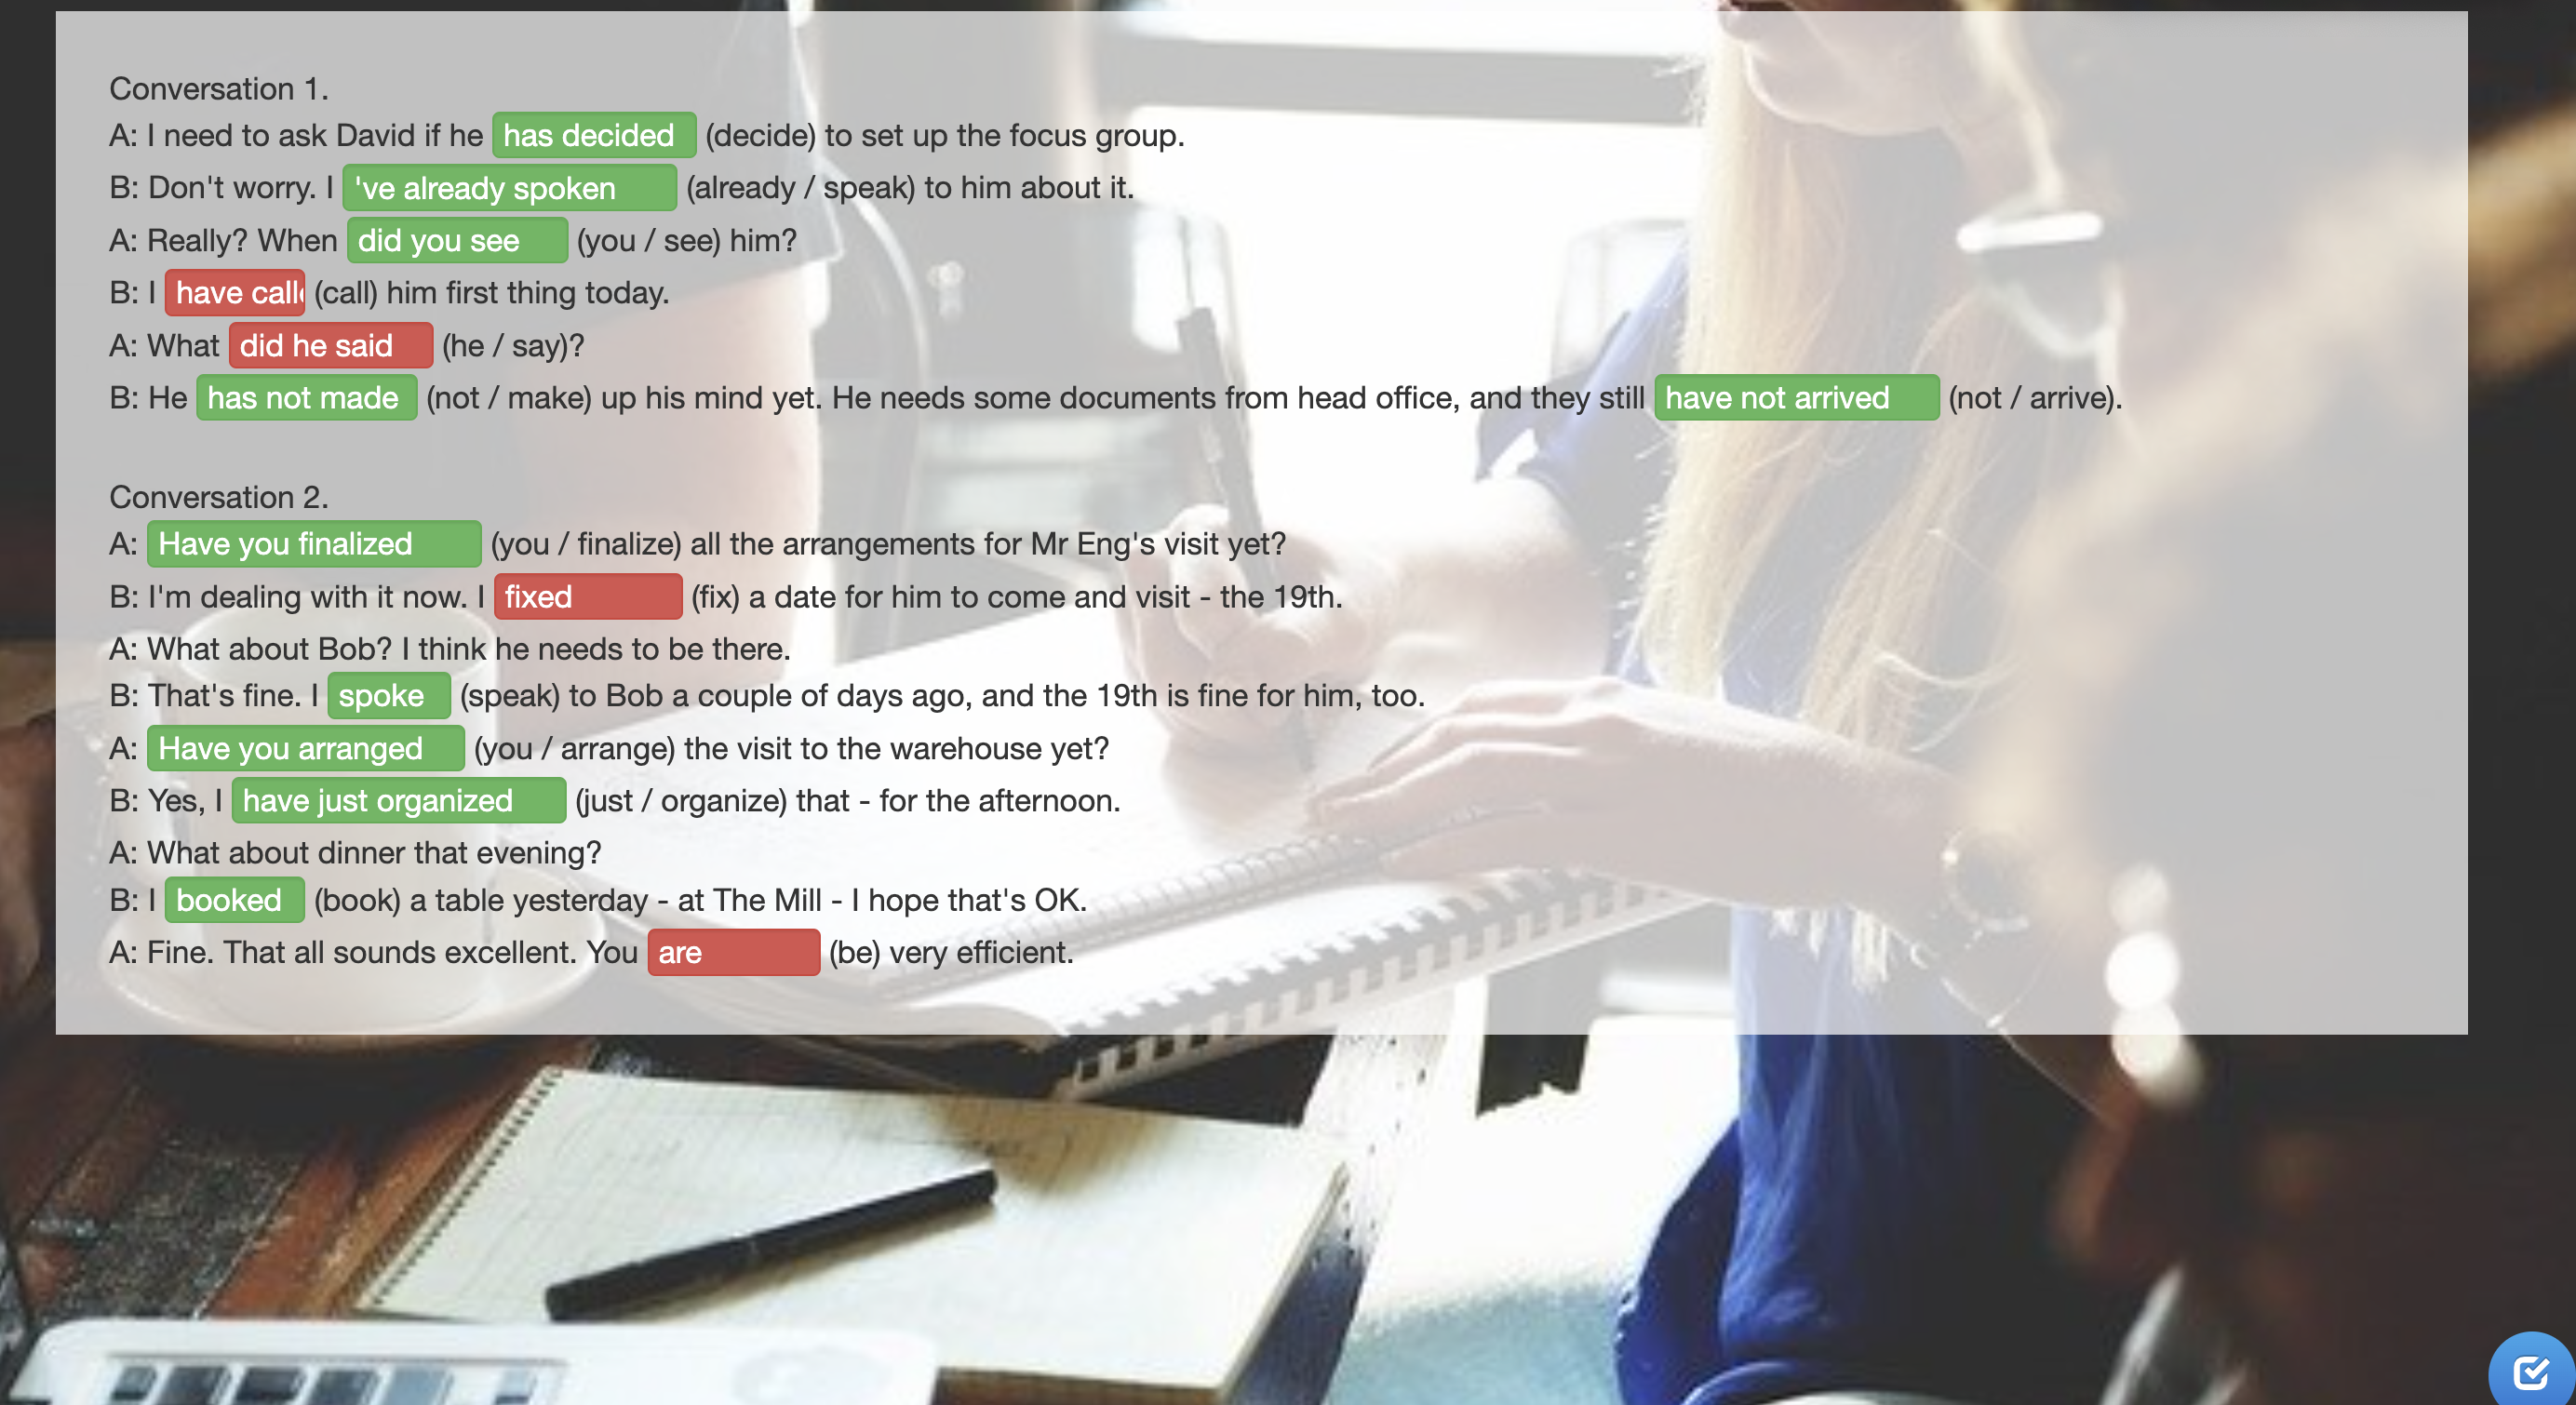 Conversation 1.
A: I need to ask David if he has decided (decide) to set up the focus group.
B: Don't worry. I 've already spoken (already / speak) to him about it.
A: Really? When did you see (you / see) him?
B: I have call (call) him first thing today.
A: What did he said (he / say)?
B: He has not made (not / make) up his mind yet. He needs some documents from head office, and they still have not arrived (not / arrive).
Conversation 2.
A: Have you finalized (you / finalize) all the arrangements for Mr Eng's visit yet?
B: I'm dealing with it now. I fixed (fix) a date for him to come and visit - the 19th.
A: What about Bob? I think he needs to be there.
B: That's fine. I spoke (speak) to Bob a couple of days ago, and the 19th is fine for him, too.
A: Have you arranged (you / arrange) the visit to the warehouse yet?
B: Yes, I have just organized (just / organize) that - for the afternoon.
A: What about dinner that evening?
B: I booked (book) a table yesterday - at The Mill - I hope that's OK.
A: Fine. That all sounds excellent. You are (be) very efficient.